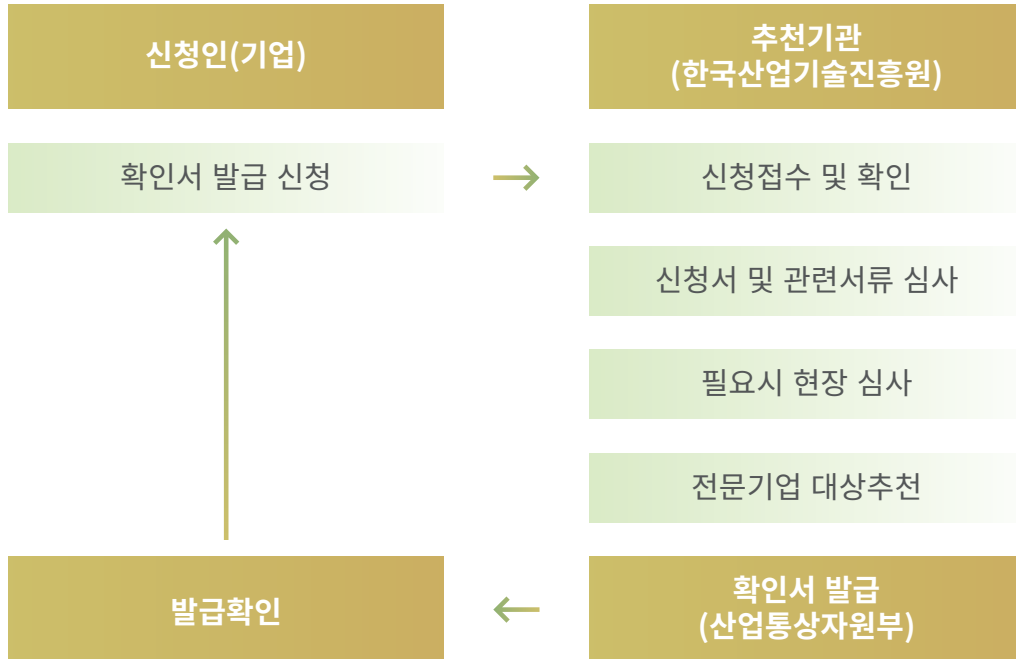 신청인(기업)
추천기관
(한국산업기술진흥원)
확인서 발급 신청
신청접수 및 확인
신청서 및 관련서류 심사
필요시 현장 심사
전문기업 대상추천
발급확인
확인서 발급
(산업통상자원부)